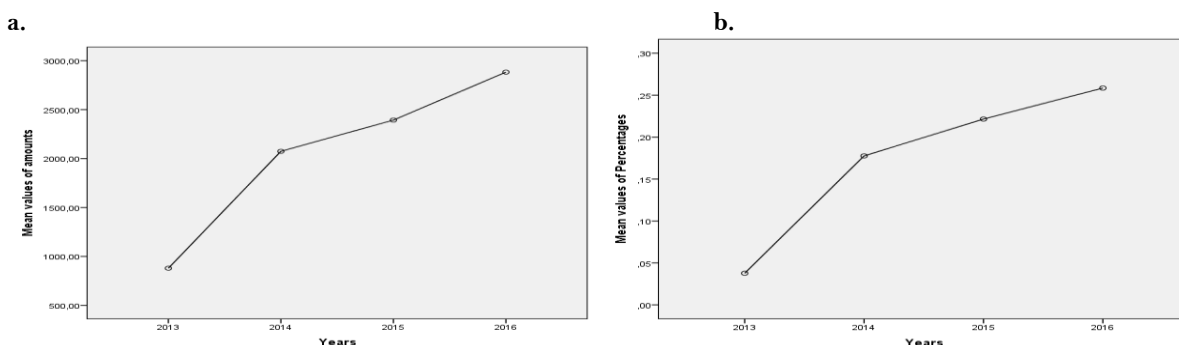 a.
Mean values of amounts
3000,00
2500,00
2000,00
1500,00
1000,00
500,00
2013 2014 2015 2016
Years
b.
Mean values of Percentages
,30
,25
,20
,15
,10
,05
,00
2013 2014 2015 2016
Years